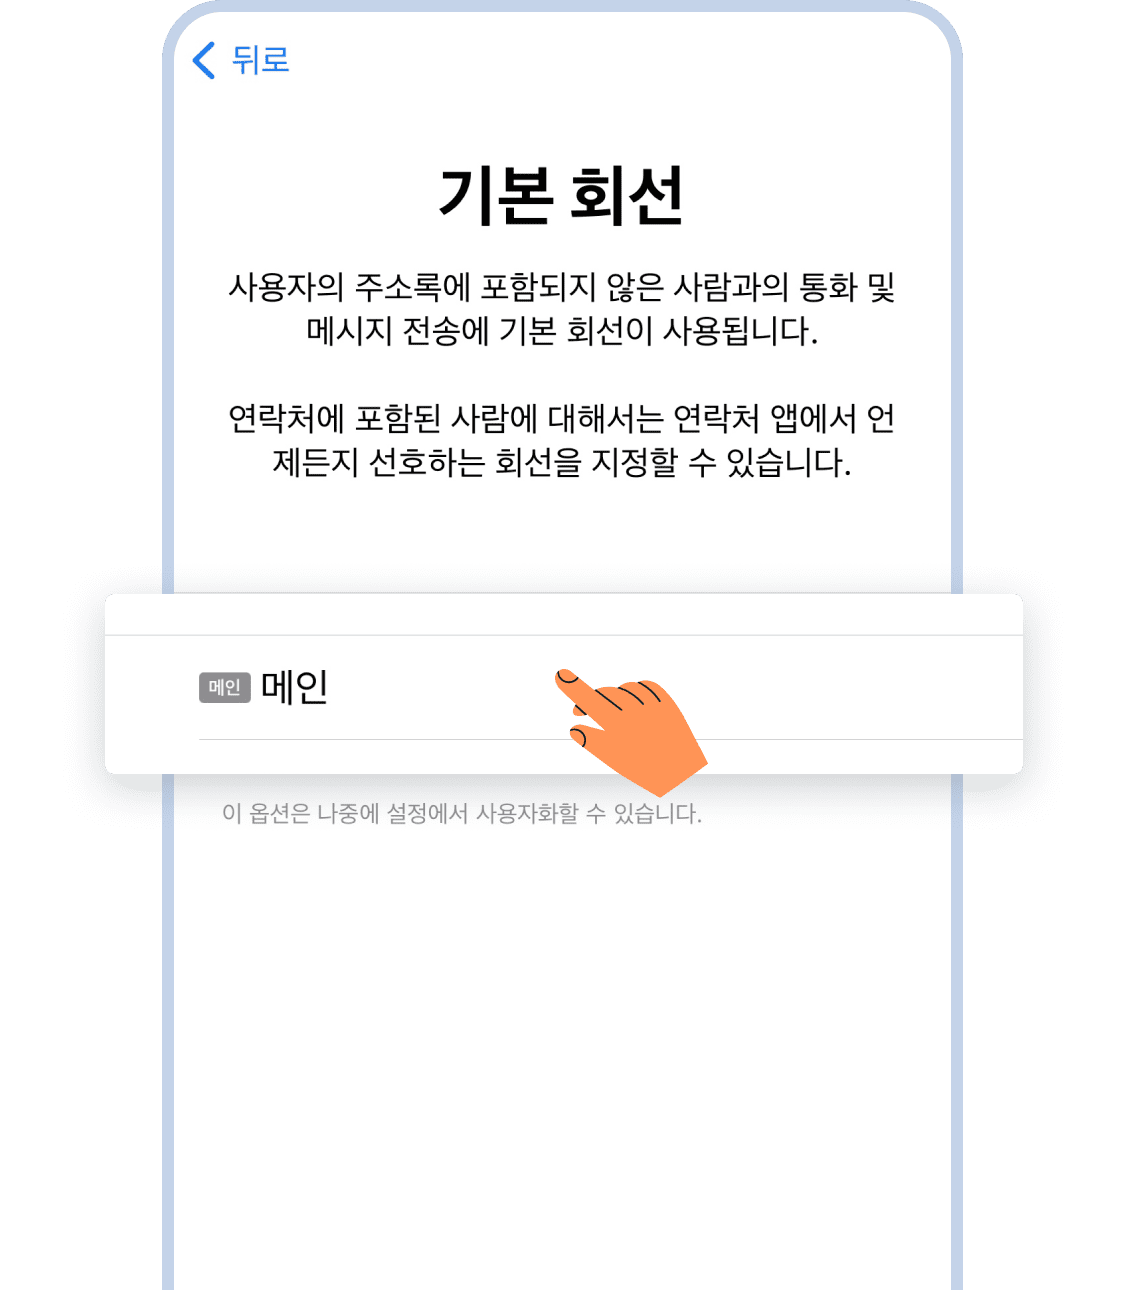 뒤로
기본 회선
사용자의 주소록에 포함되지 않은 사람과의 통화 및
메시지 전송에 기본 회선이 사용됩니다.
연락처에 포함된 사람에 대해서는 연락처 앱에서 언
제든지 선호하는 회선을 지정할 수 있습니다.
메인 메인
이 옵션은 나중에 설정에서 사용자화할 수 있습니다.